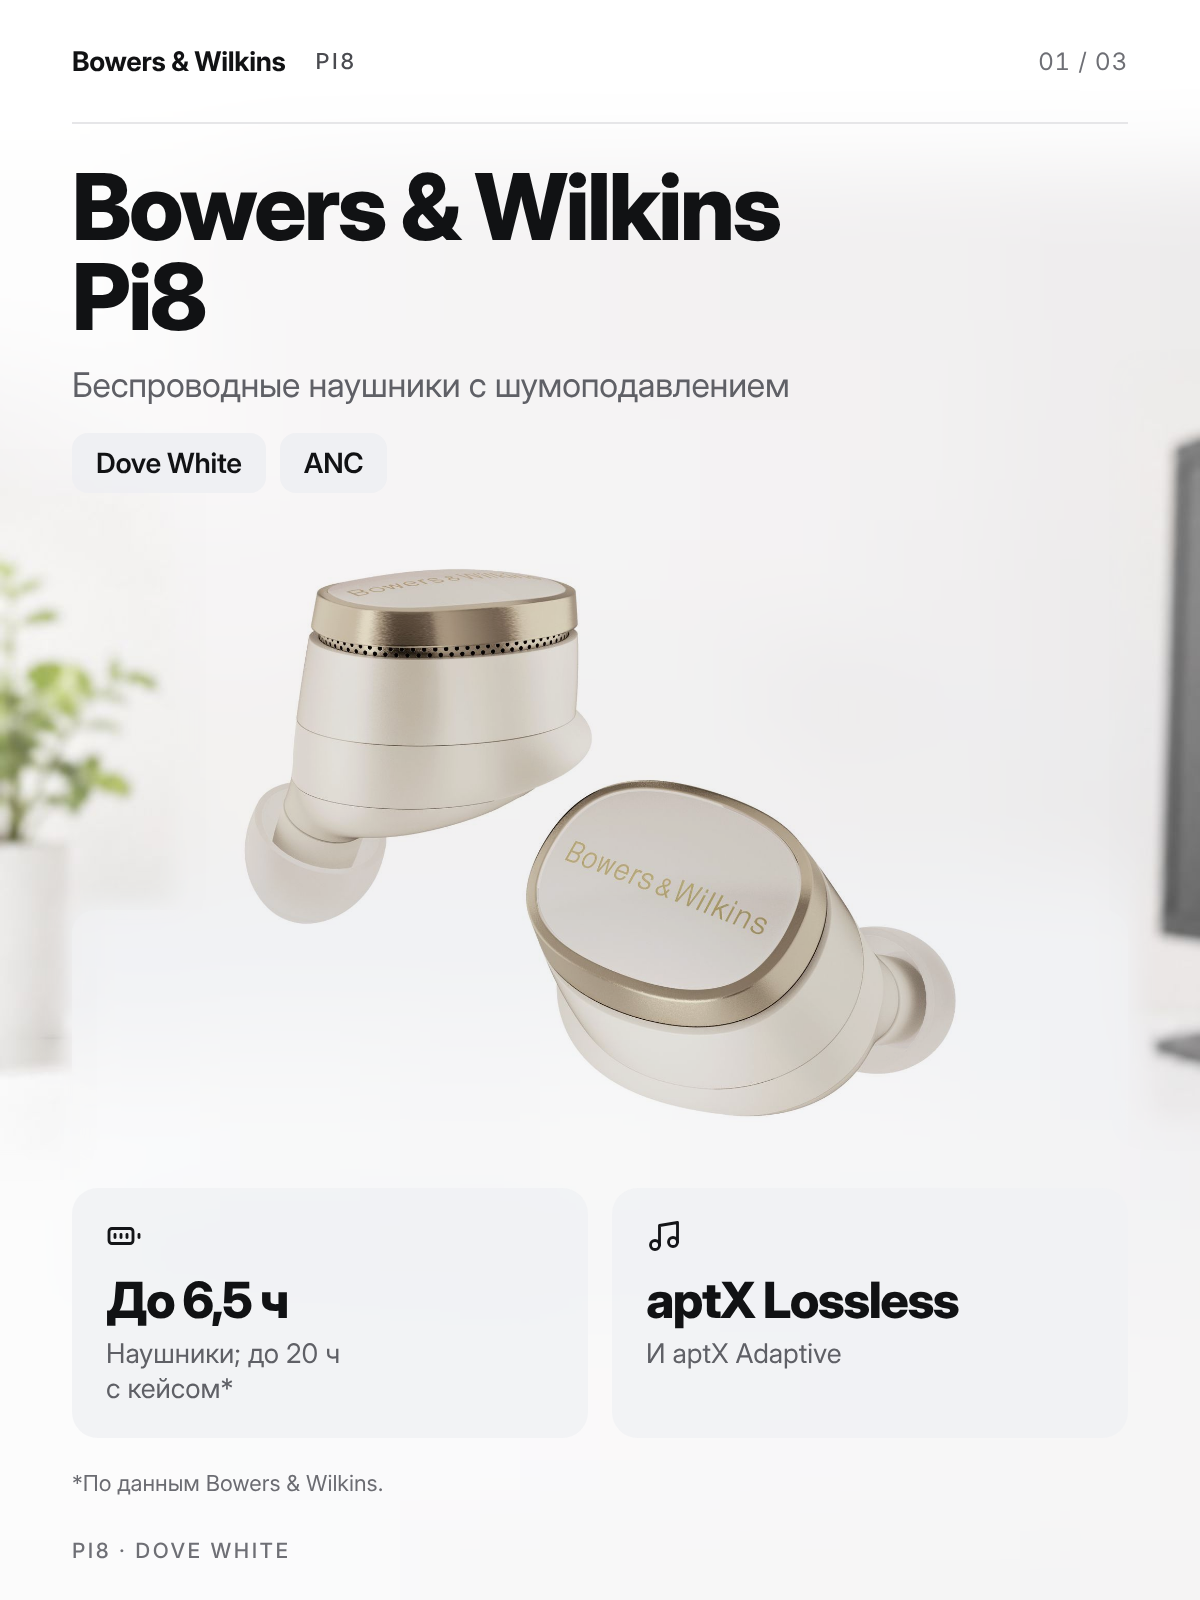 Bowers & Wilkins PI8 01 / 03
Bowers & Wilkins
Pi8
Беспроводные наушники с шумоподавлением
Dove White ANC
Bowers & Wilkins
Bowers & Wilkins
До 6,5 ч
Наушники; до 20 ч
с кейсом*
aptX Lossless
И aptX Adaptive
*По данным Bowers & Wilkins.
PI8 · DOVE WHITE